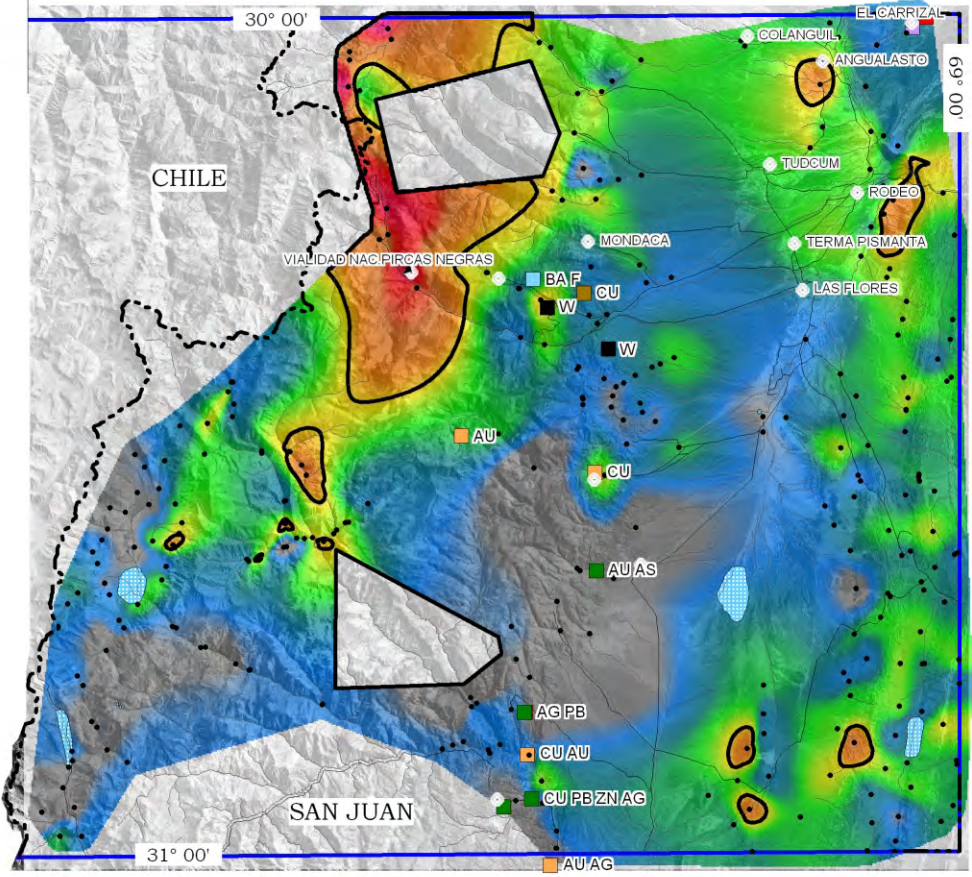 30° 00'
EL CARRIZAL
COLANGUIL
ANGUALASTO
69° 00'
CHILE
TUDCUM
RODEO
MONDACA
TERMA PISMANTA
VIALIDAD NAC.PIRCAS NEGRAS
BA F
CU
LAS FLORES
W
W
AU
CU
AU AS
AG PB
CU AU
CU PB ZN AG
SAN JUAN
31° 00'
AU AG